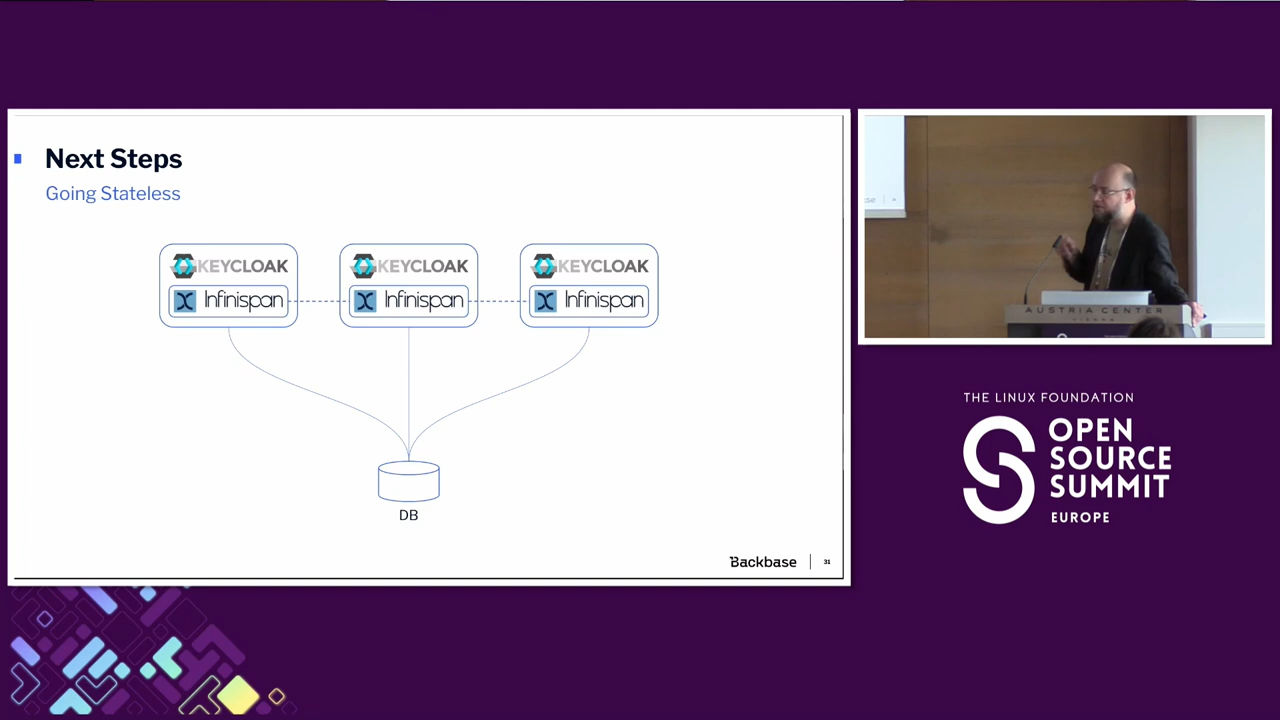 Next Steps
Going Stateless
KEYCLOAK KEYCLOAK KEYCLOAK
Infinispan Infinispan Infinispan
DB
Backbase 31
AUSTRIA CENTER
THE LINUX FOUNDATION
OPEN
SOURCE
SUMMIT
EUROPE